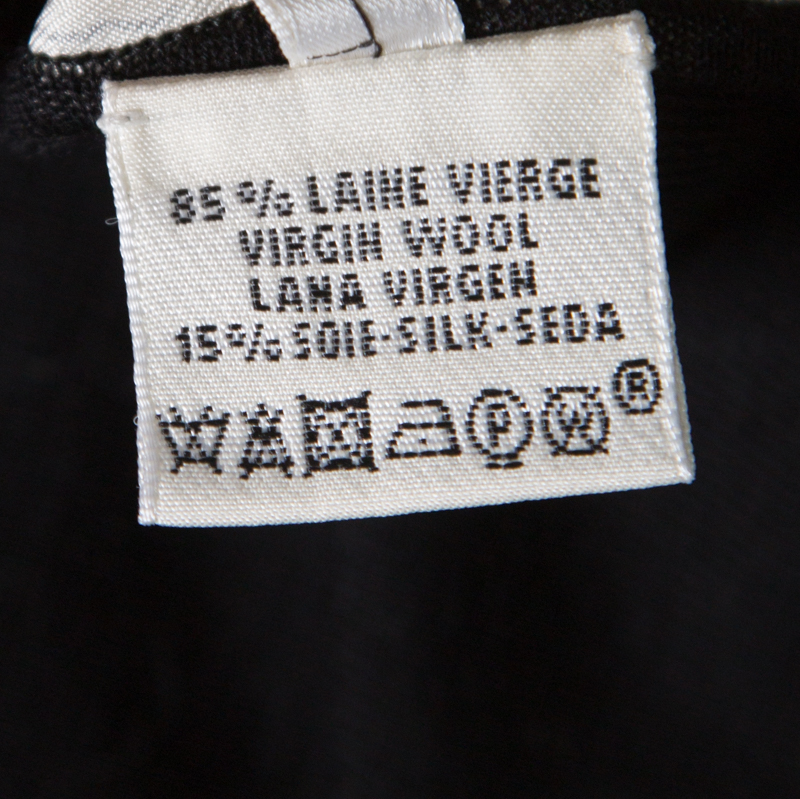 85% LAINE VIERGE
VIRGIN WOOL
LANA VIRGEN
15% SOIE-SILK-SEDA
P W ®